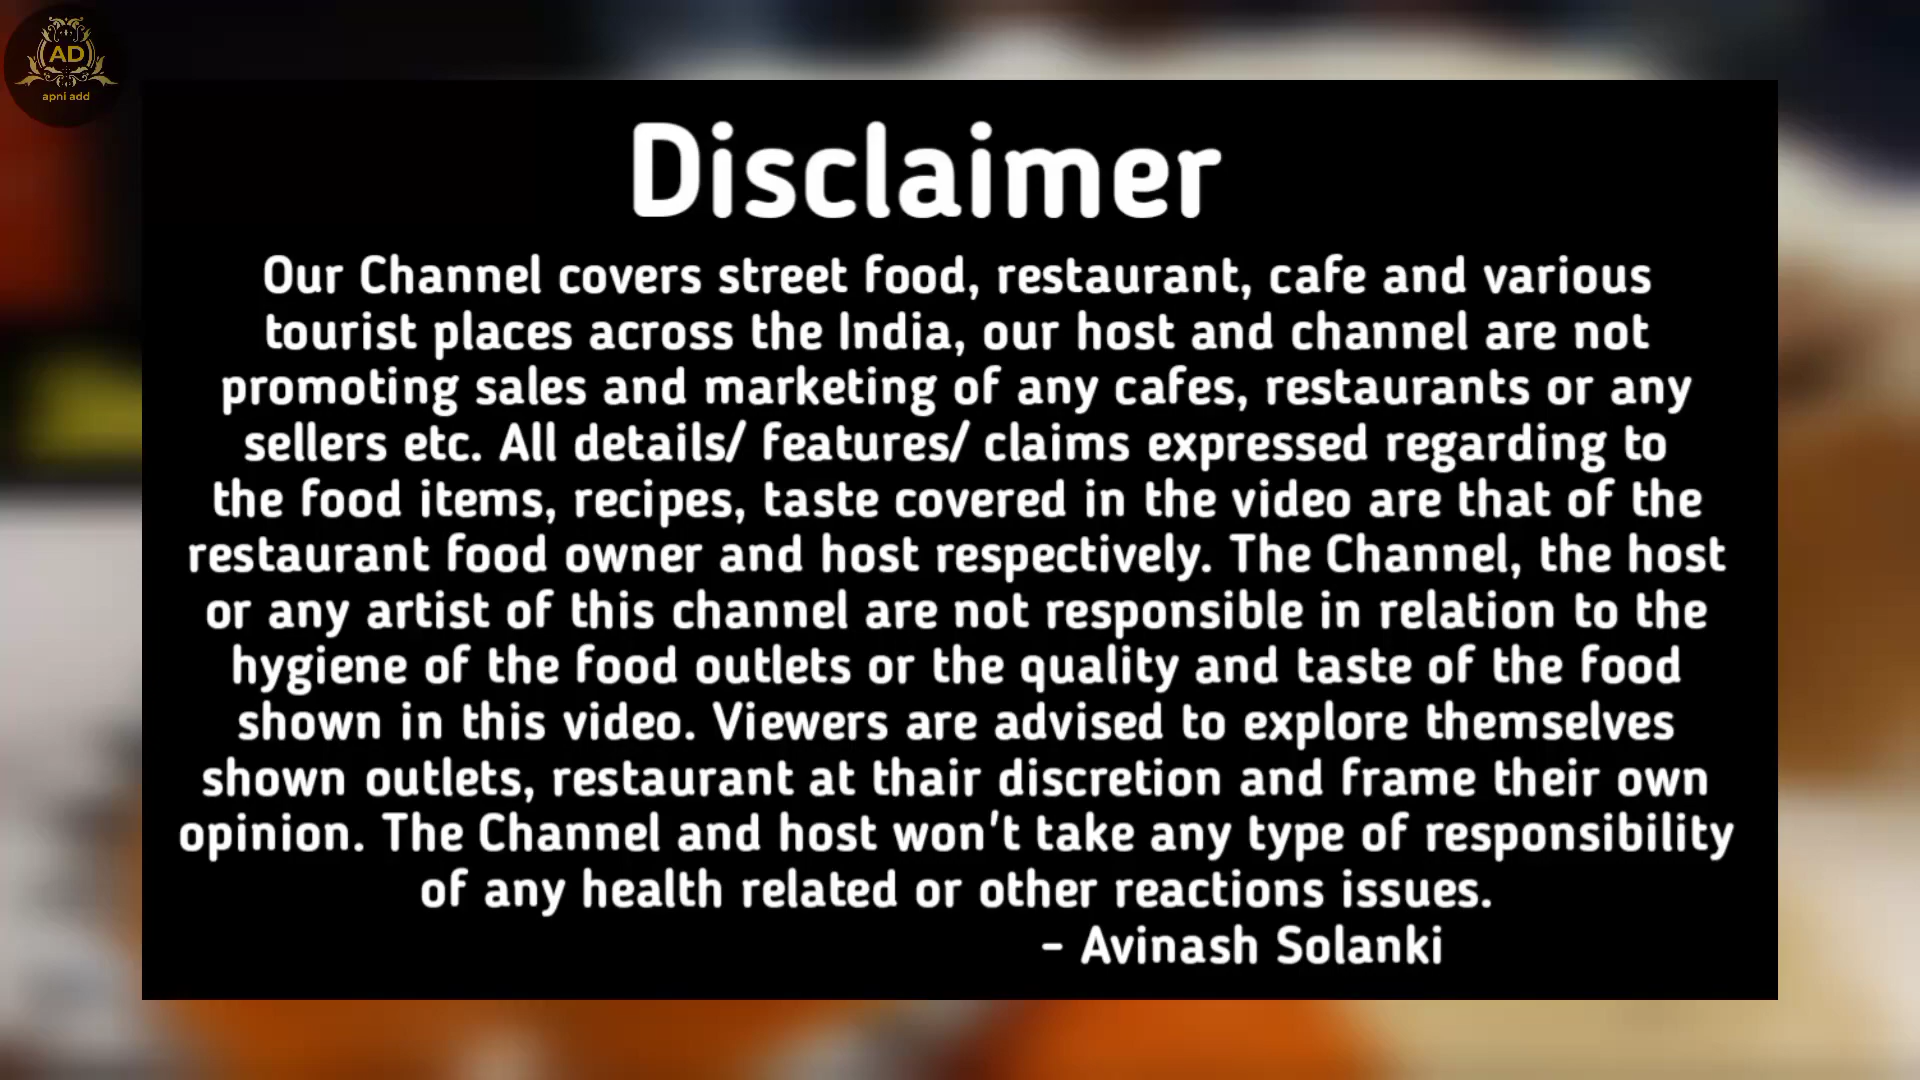 AD
apni add
Disclaimer
Our Channel covers street food, restaurant, cafe and various
tourist places across the India, our host and channel are not
promoting sales and marketing of any cafes, restaurants or any
sellers etc. All details/ features/ claims expressed regarding to
the food items, recipes, taste covered in the video are that of the
restaurant food owner and host respectively. The Channel, the host
or any artist of this channel are not responsible in relation to the
hygiene of the food outlets or the quality and taste of the food
shown in this video. Viewers are advised to explore themselves
shown outlets, restaurant at thair discretion and frame their own
opinion. The Channel and host won't take any type of responsibility
of any health related or other reactions issues.
- Avinash Solanki